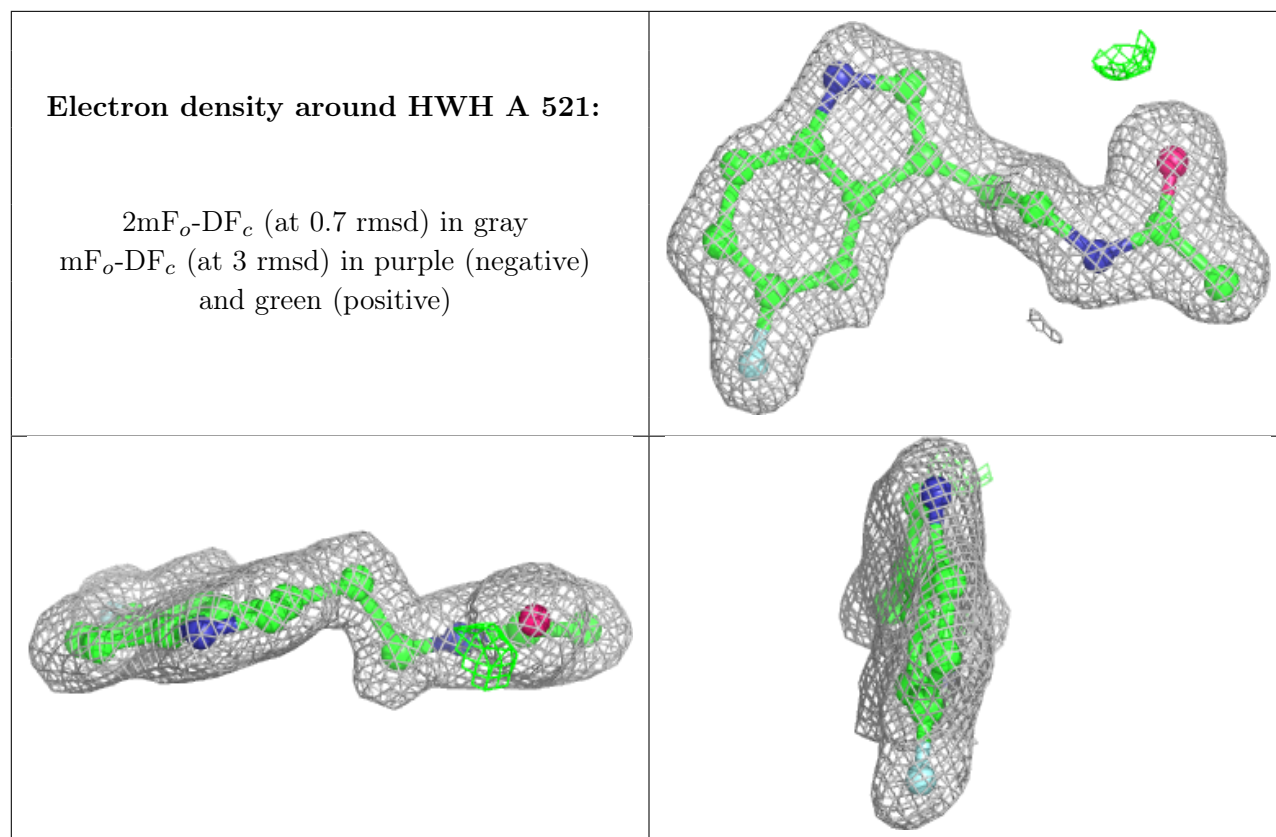 Electron density around HWH A 521:
2mFo-DFc (at 0.7 rmsd) in gray
mFo-DFc (at 3 rmsd) in purple (negative)
and green (positive)